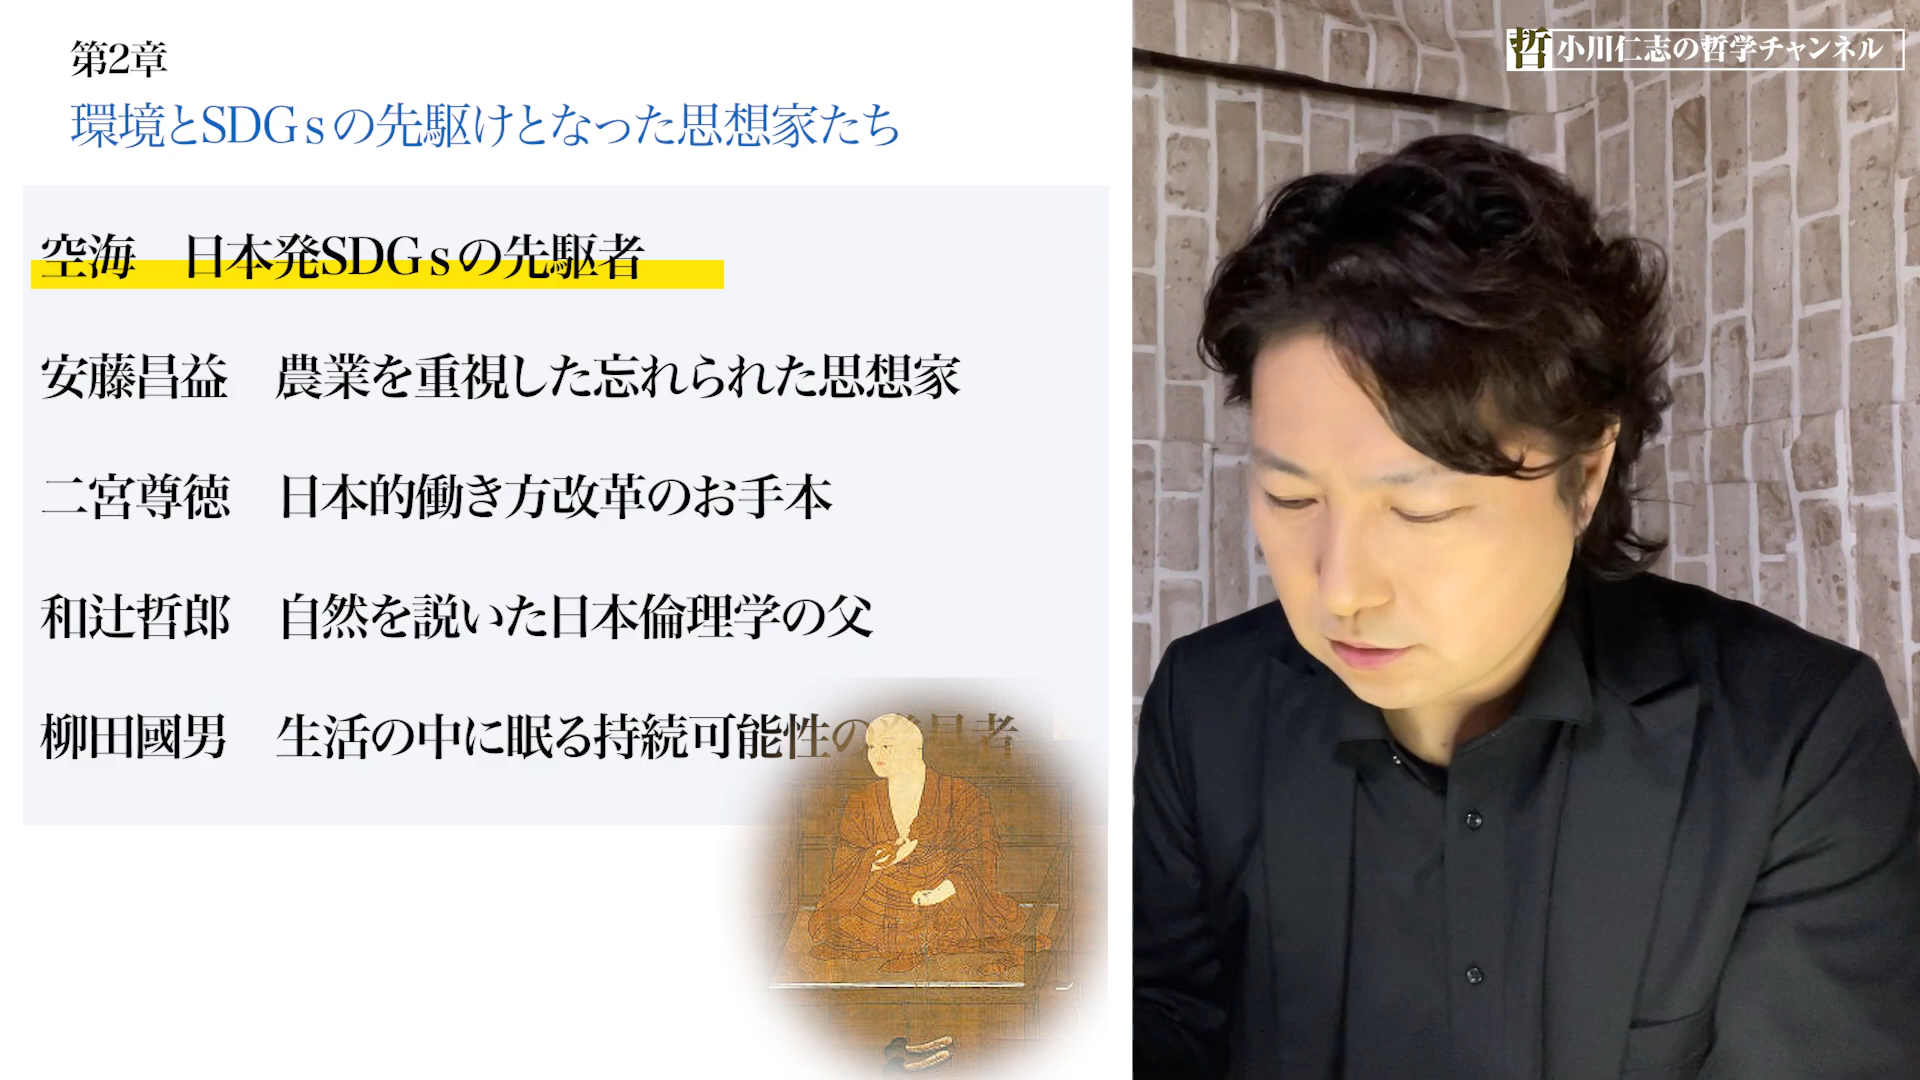 第2章
環境とSDGｓの先駆けとなった思想家たち
空海　日本発SDGｓの先駆者
安藤昌益　農業を重視した忘れられた思想家
二宮尊徳　日本的働き方改革のお手本
和辻哲郎　自然を説いた日本倫理学の父
柳田國男　生活の中に眠る持続可能性の発見者
哲 小川仁志の哲学チャンネル